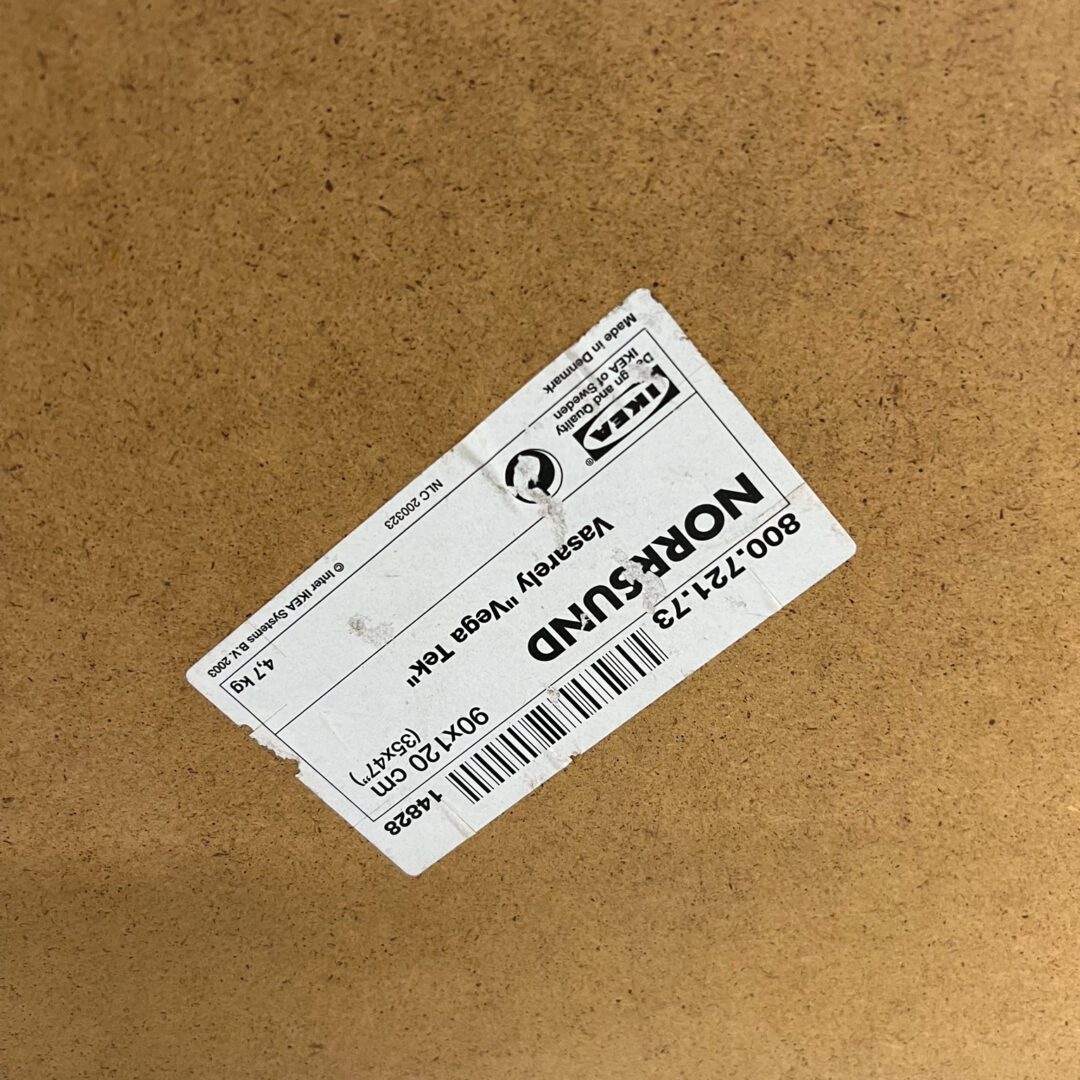 800.721.73
14828
NORRSUND
Vasarely "Vega Tek"
90x120 cm
(35x47")
IKEA®
gn and Quality
IKEA of Sweden
4,7 kg
Made in Denmark
NLC 200323
© Inter IKEA Systems B.V. 2003